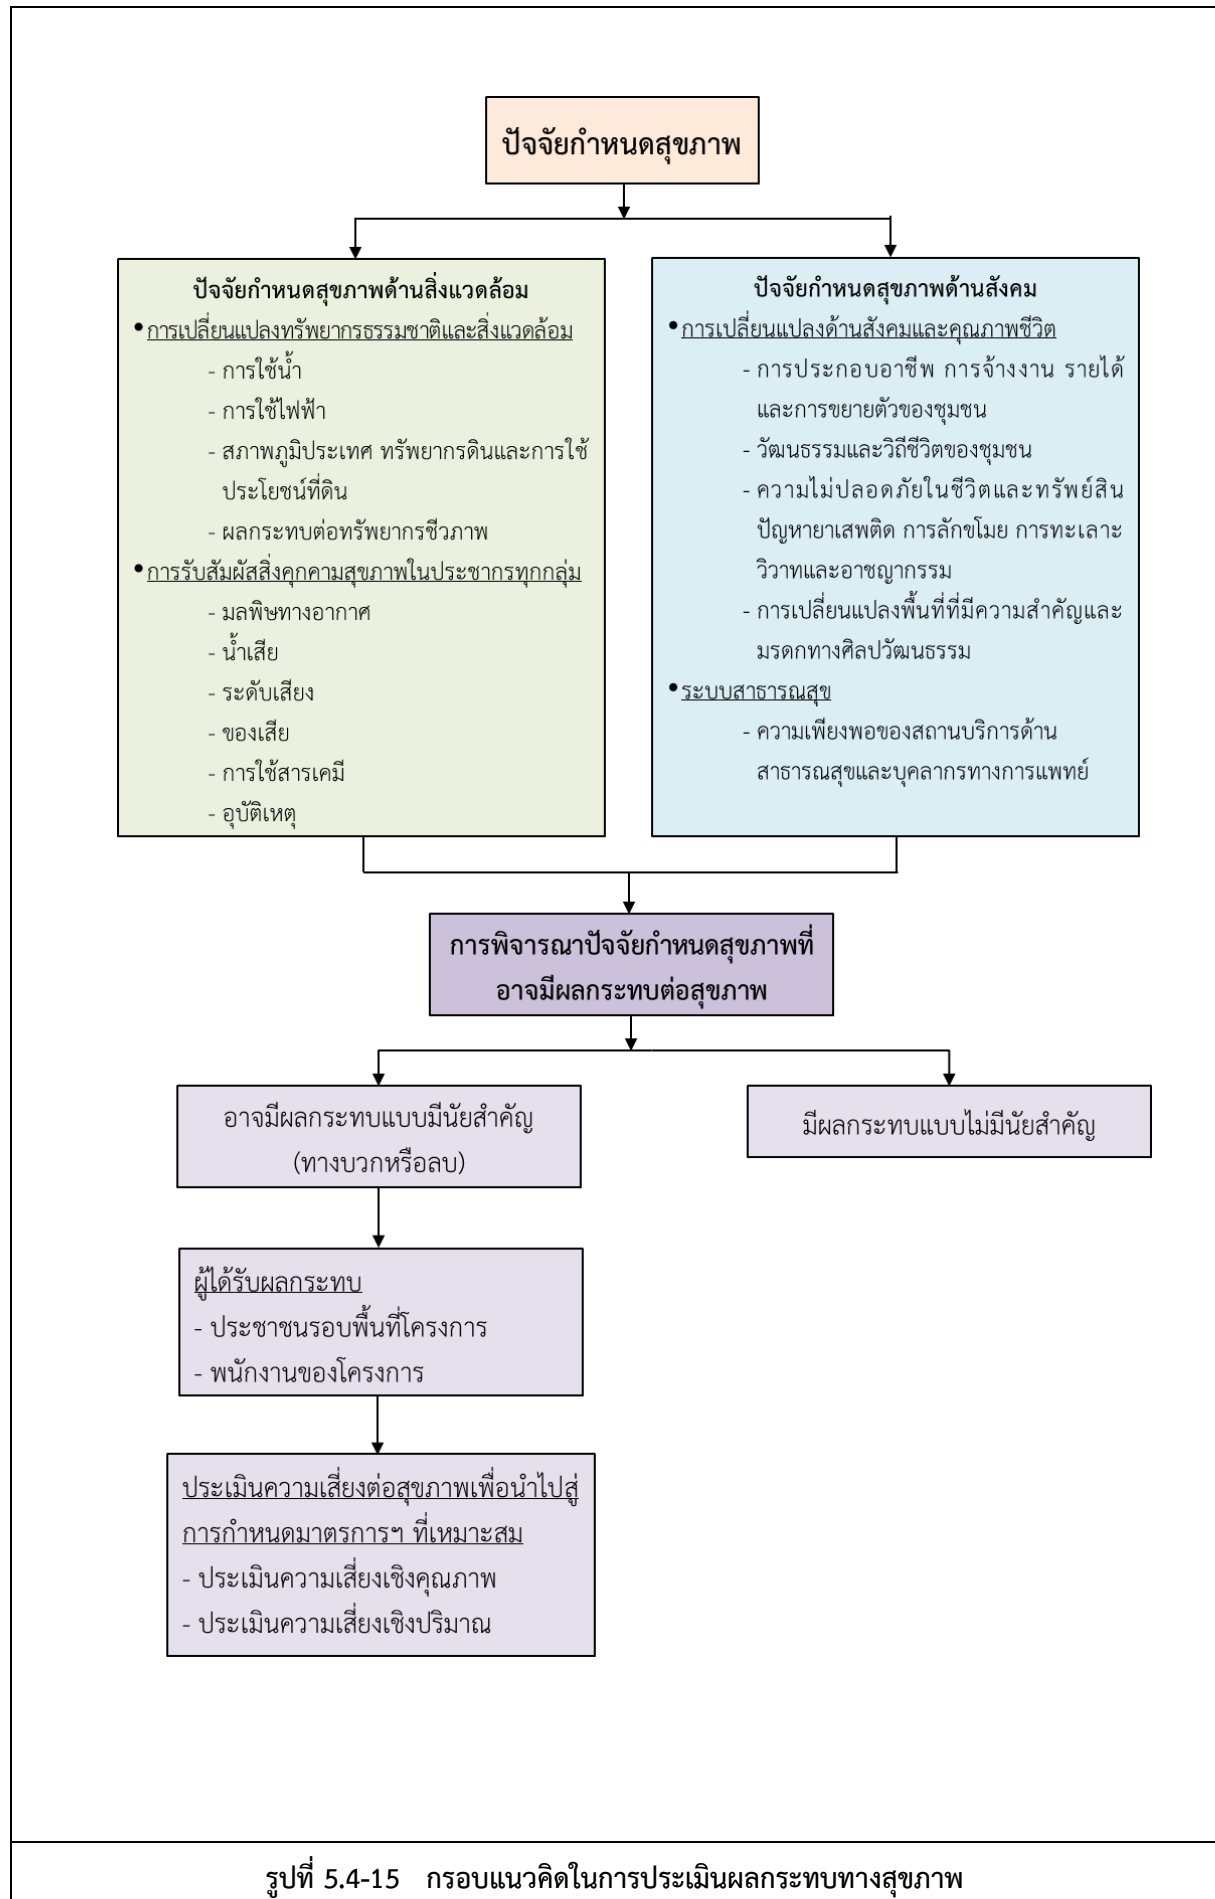 ปัจจัยกำหนดสุขภาพ
ปัจจัยกำหนดสุขภาพด้านสิ่งแวดล้อม
•การเปลี่ยนแปลงทรัพยากรธรรมชาติและสิ่งแวดล้อม
- การใช้น้ำ
- การใช้ไฟฟ้า
- สภาพภูมิประเทศ ทรัพยากรดินและการใช้
ประโยชน์ที่ดิน
- ผลกระทบต่อทรัพยากรชีวภาพ
•การรับสัมผัสสิ่งคุกคามสุขภาพในประชากรทุกกลุ่ม
- มลพิษทางอากาศ
- น้ำเสีย
- ระดับเสียง
- ของเสีย
- การใช้สารเคมี
- อุบัติเหตุ
ปัจจัยกำหนดสุขภาพด้านสังคม
•การเปลี่ยนแปลงด้านสังคมและคุณภาพชีวิต
- การประกอบอาชีพ การจ้างงาน รายได้
และการขยายตัวของชุมชน
- วัฒนธรรมและวิถีชีวิตของชุมชน
- ความไม่ปลอดภัยในชีวิตและทรัพย์สิน
ปัญหายาเสพติด การลักขโมย การทะเลาะ
วิวาทและอาชญากรรม
- การเปลี่ยนแปลงพื้นที่ที่มีความสำคัญและ
มรดกทางศิลปวัฒนธรรม
•ระบบสาธารณสุข
- ความเพียงพอของสถานบริการด้าน
สาธารณสุขและบุคลากรทางการแพทย์
การพิจารณาปัจจัยกำหนดสุขภาพที่
อาจมีผลกระทบต่อสุขภาพ
อาจมีผลกระทบแบบมีนัยสำคัญ
(ทางบวกหรือลบ)
มีผลกระทบแบบไม่มีนัยสำคัญ
ผู้ได้รับผลกระทบ
- ประชาชนรอบพื้นที่โครงการ
- พนักงานของโครงการ
ประเมินความเสี่ยงต่อสุขภาพเพื่อนำไปสู่
การกำหนดมาตรการฯ ที่เหมาะสม
- ประเมินความเสี่ยงเชิงคุณภาพ
- ประเมินความเสี่ยงเชิงปริมาณ
รูปที่ 5.4-15 กรอบแนวคิดในการประเมินผลกระทบทางสุขภาพ